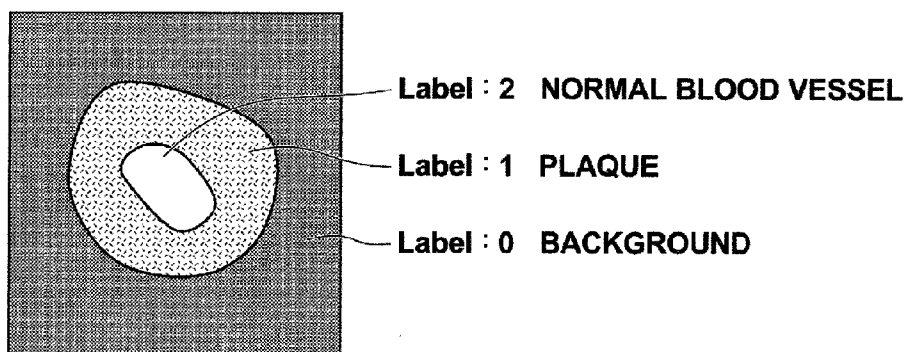 Label : 2 NORMAL BLOOD VESSEL
Label : 1 PLAQUE
Label : 0 BACKGROUND